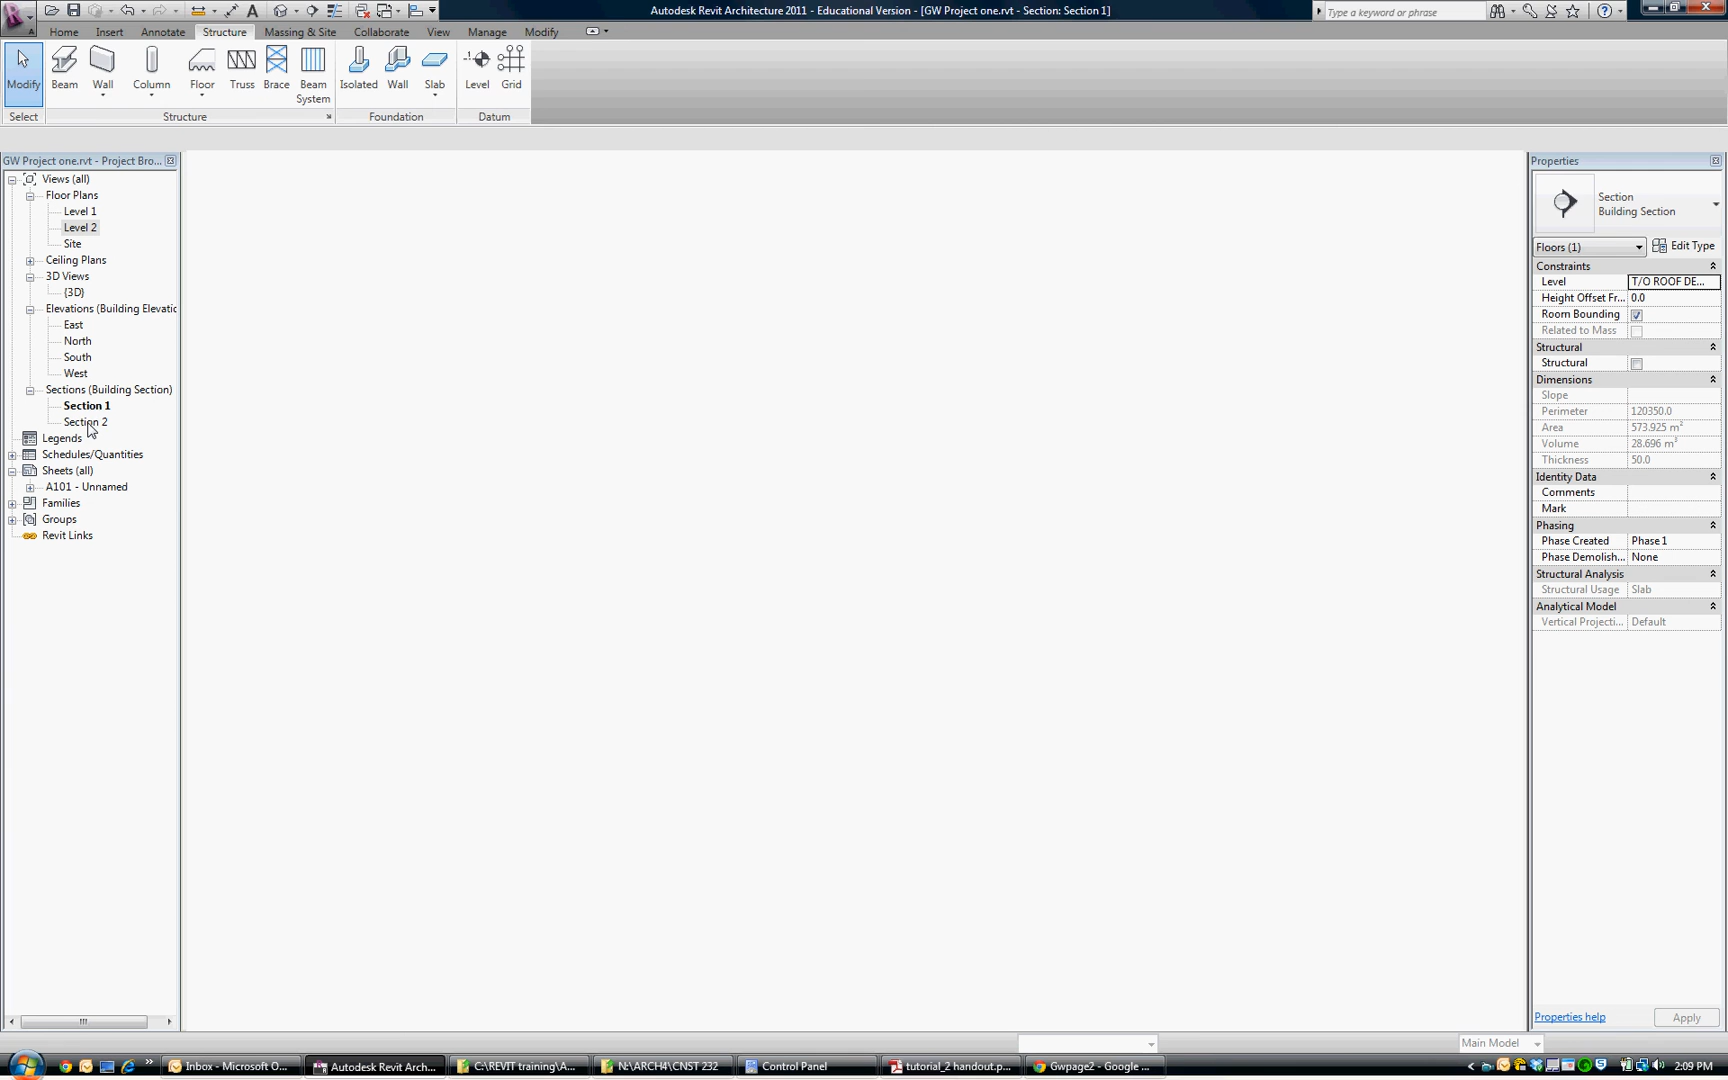 Autodesk Revit Architecture 2011 - Educational Version - [GW Project one.rvt - Section: Section 1]
Type a keyword or phrase
Home Insert Annotate Structure Massing & Site Collaborate View Manage Modify
Modify Beam Wall Column Floor Truss Brace Beam System Isolated Wall Slab Level Grid
Select Structure Foundation Datum
GW Project one.rvt - Project Bro...
Views (all)
Floor Plans
Level 1
Level 2
Site
Ceiling Plans
3D Views
{3D}
Elevations (Building Elevatio
East
North
South
West
Sections (Building Section)
Section 1
Section 2
Legends
Schedules/Quantities
Sheets (all)
A101 - Unnamed
Families
Groups
Revit Links
Properties
Section
Building Section
Floors (1) Edit Type
Constraints
Level T/O ROOF DE...
Height Offset Fr... 0.0
Room Bounding
Related to Mass
Structural
Structural
Dimensions
Slope
Perimeter 120350.0
Area 573.925 m²
Volume 28.696 m³
Thickness 50.0
Identity Data
Comments
Mark
Phasing
Phase Created Phase 1
Phase Demolish... None
Structural Analysis
Structural Usage Slab
Analytical Model
Vertical Projecti... Default
Properties help Apply
Main Model
Inbox - Microsoft O... Autodesk Revit Arch... C:\REVIT training\A... N:\ARCH4\CNST 232 Control Panel tutorial_2 handout.p... Gwpage2 - Google ... 2:09 PM